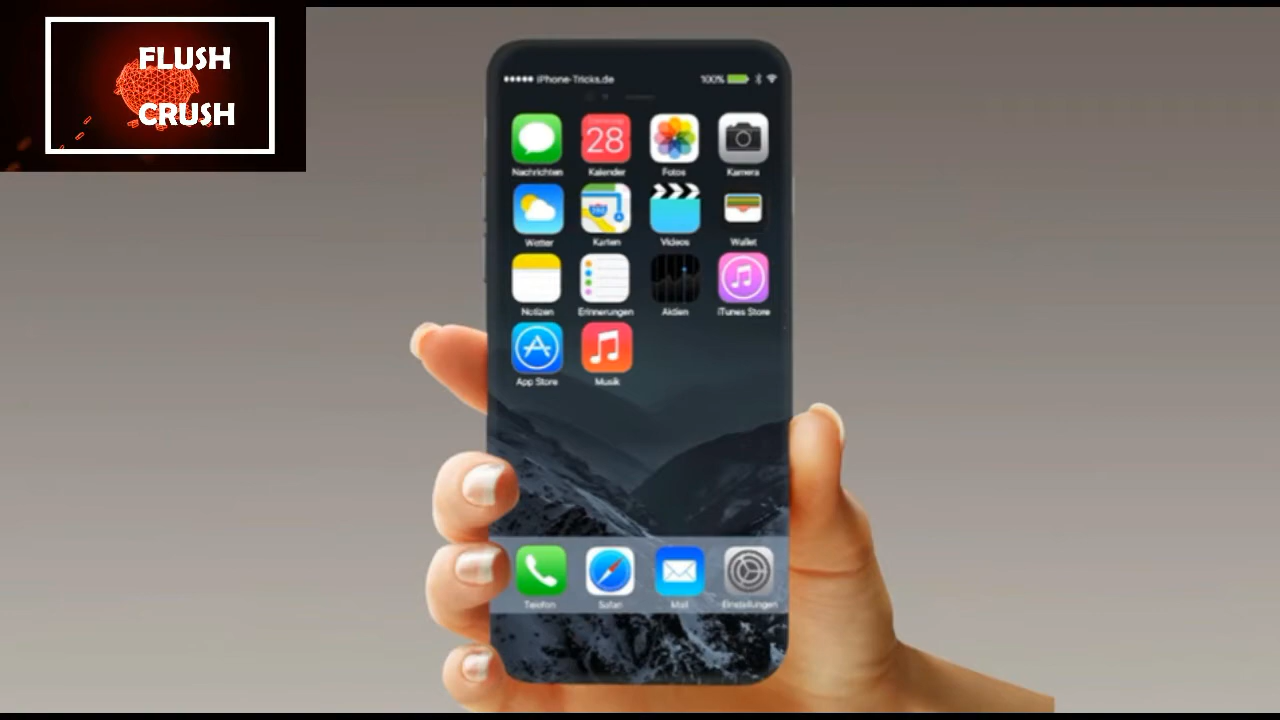 FLUSH
CRUSH
iPhone-Tricks.de 100%
28
Nachrichten Kalender Fotos Kamera
Wetter Karten Videos Wallet
Notizen Erinnerungen Aktien iTunes Store
App Store Musik
Telefon Safari Mail Einstellungen